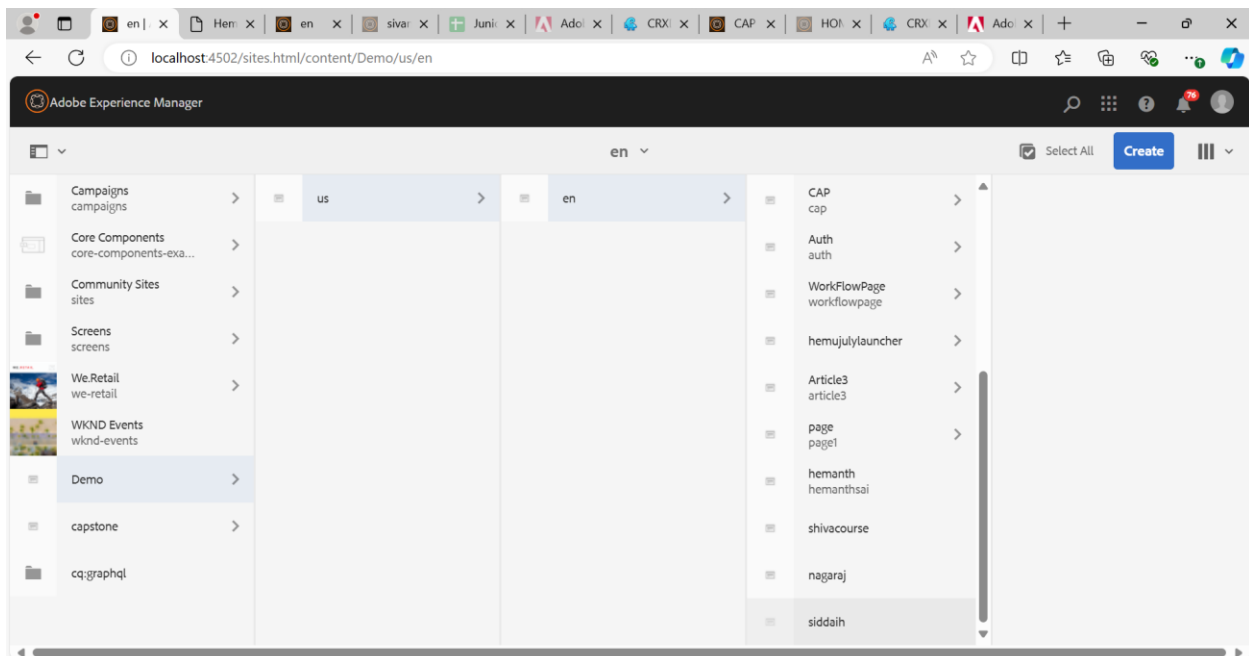 en | A
Hem
en
sivar
Junic
Adol
CRXI
CAP
HON
CRX
Ado
localhost:4502/sites.html/content/Demo/us/en
Adobe Experience Manager
76
en
Select All
Create
Campaigns
campaigns
Core Components
core-components-exa...
Community Sites
sites
Screens
screens
We.Retail
we-retail
WKND Events
wknd-events
Demo
capstone
cq:graphql
us
en
CAP
cap
Auth
auth
WorkFlowPage
workflowpage
hemujulylauncher
Article3
article3
page
page1
hemanth
hemanthsai
shivacourse
nagaraj
siddaih